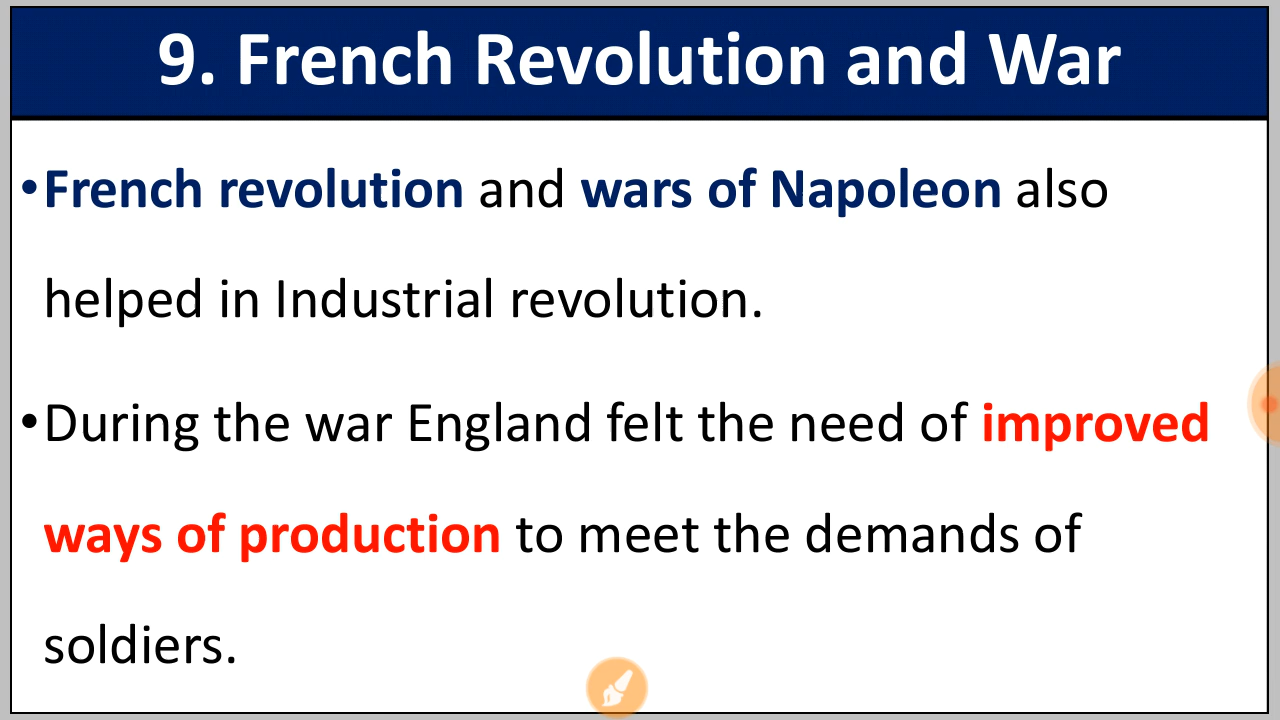 9. French Revolution and War
•French revolution and wars of Napoleon also
helped in Industrial revolution.
•During the war England felt the need of improved
ways of production to meet the demands of
soldiers.